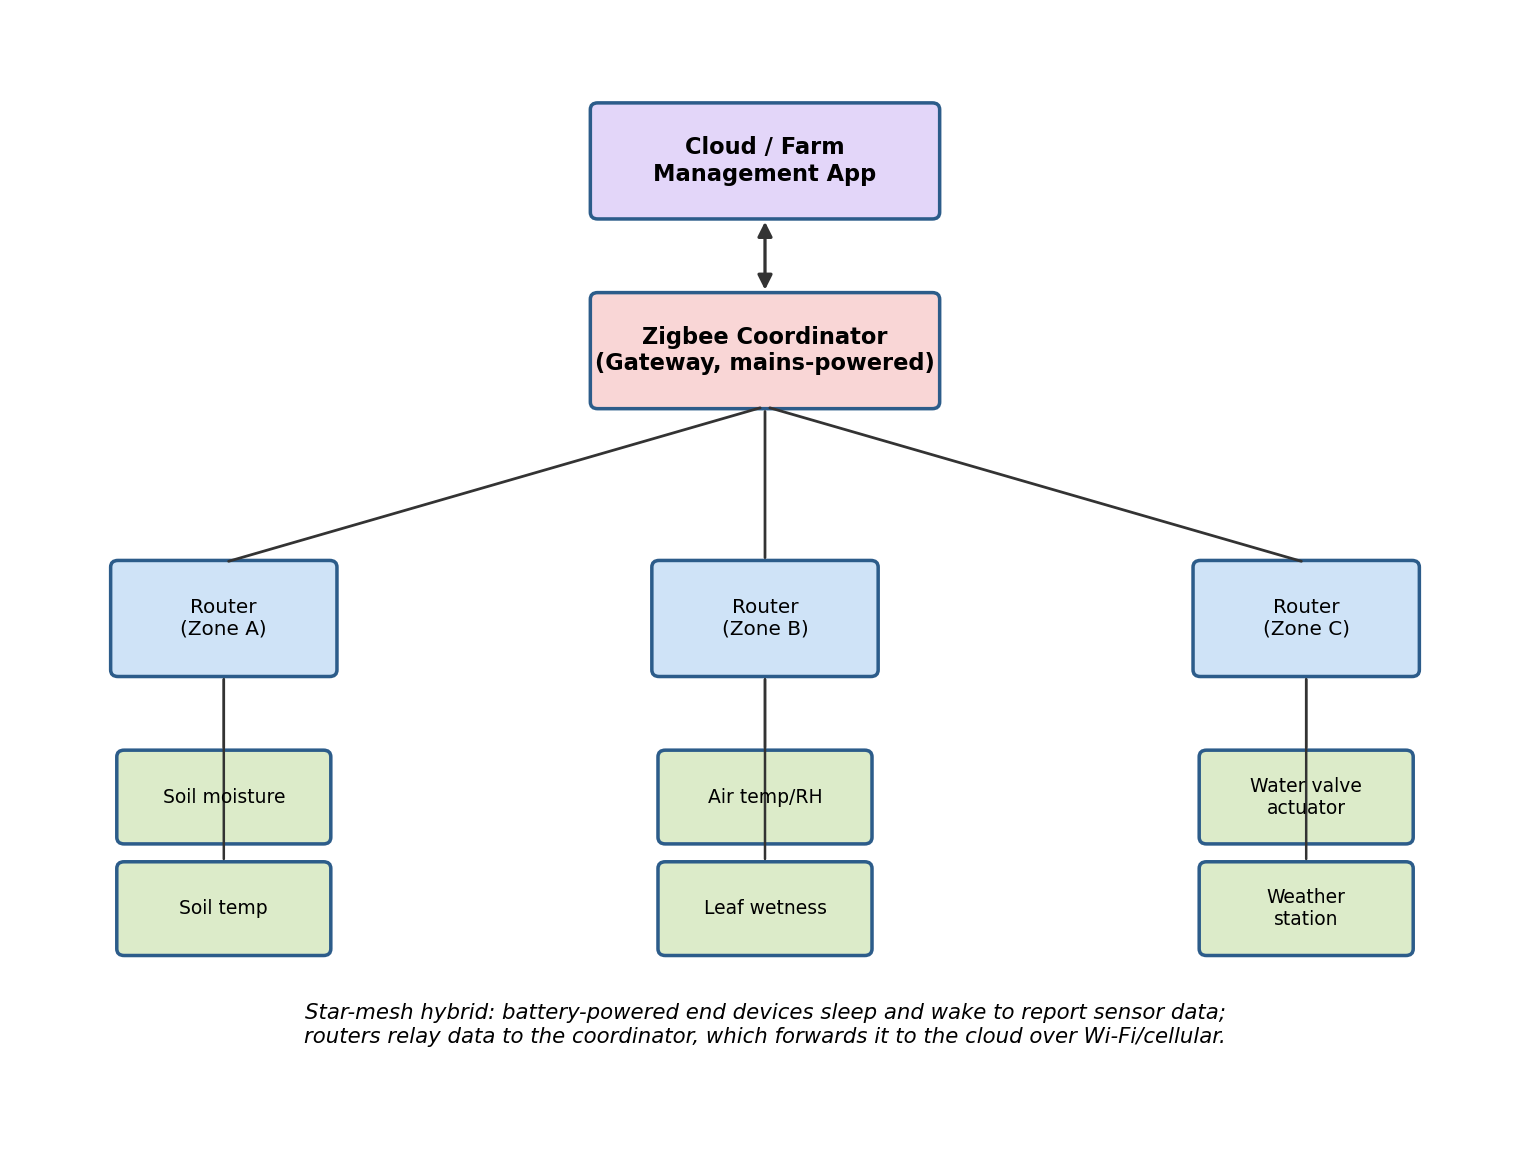 Cloud / Farm
Management App
Zigbee Coordinator
(Gateway, mains-powered)
Router
(Zone A)
Router
(Zone B)
Router
(Zone C)
Soil moisture
Air temp/RH
Water valve
actuator
Soil temp
Leaf wetness
Weather
station
Star-mesh hybrid: battery-powered end devices sleep and wake to report sensor data;
routers relay data to the coordinator, which forwards it to the cloud over Wi-Fi/cellular.